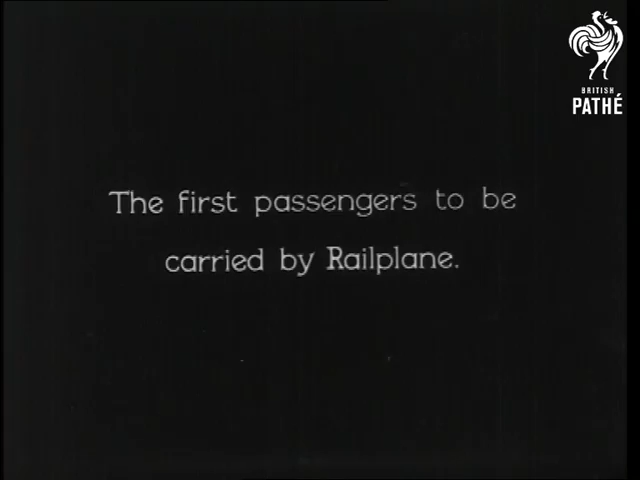 BRITISH
PATHÉ
The first passengers to be
carried by Railplane.